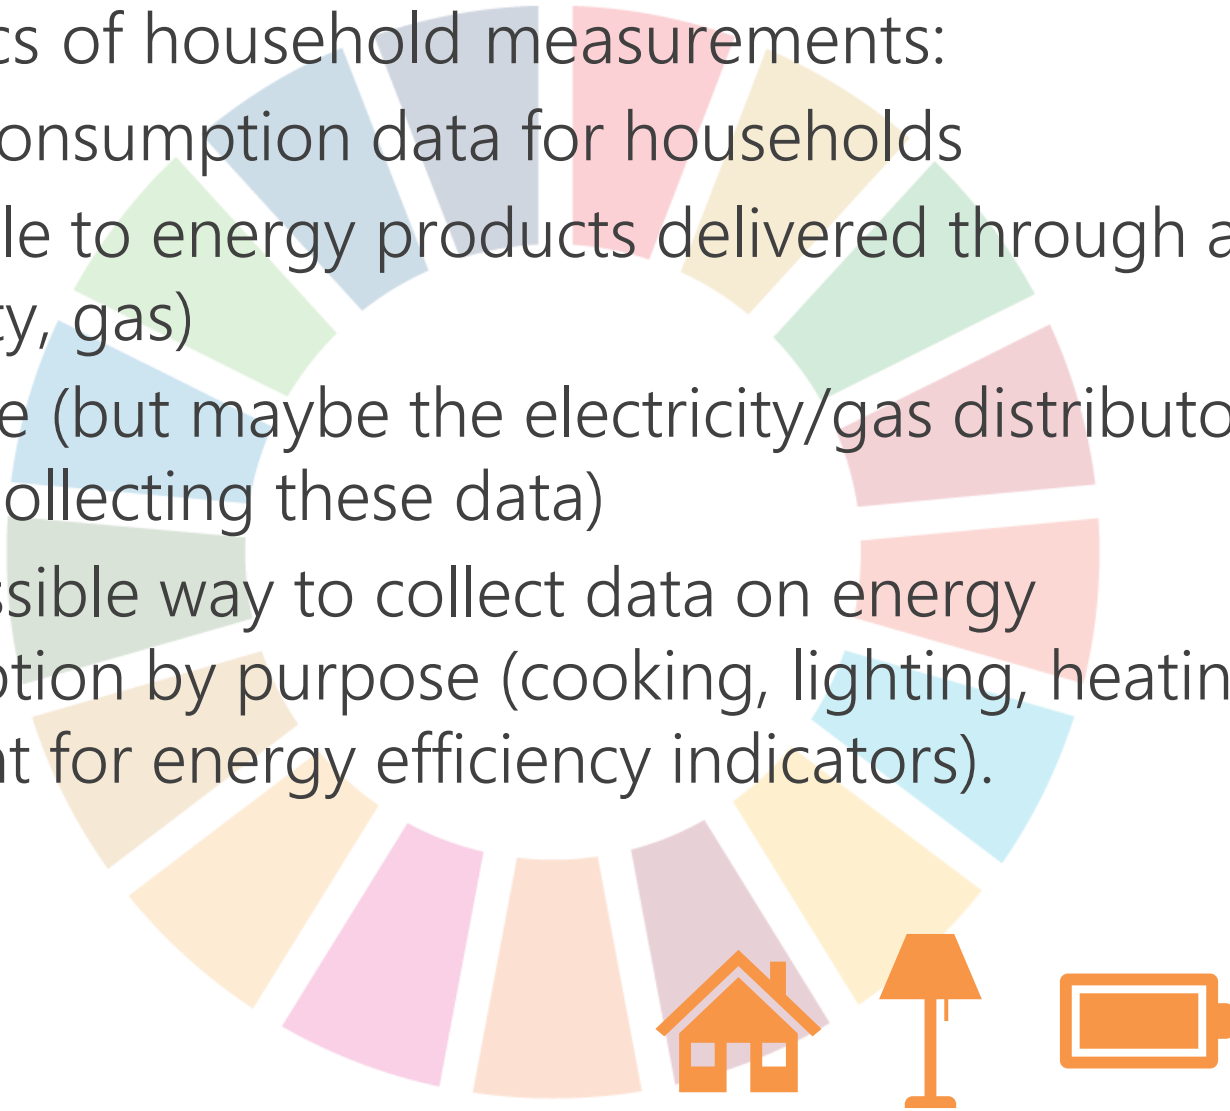 cs of household measurements:
onsumption data for households
le to energy products delivered through a
ty, gas)
e (but maybe the electricity/gas distributo
ollecting these data)
ssible way to collect data on energy
ption by purpose (cooking, lighting, heatin
nt for energy efficiency indicators).